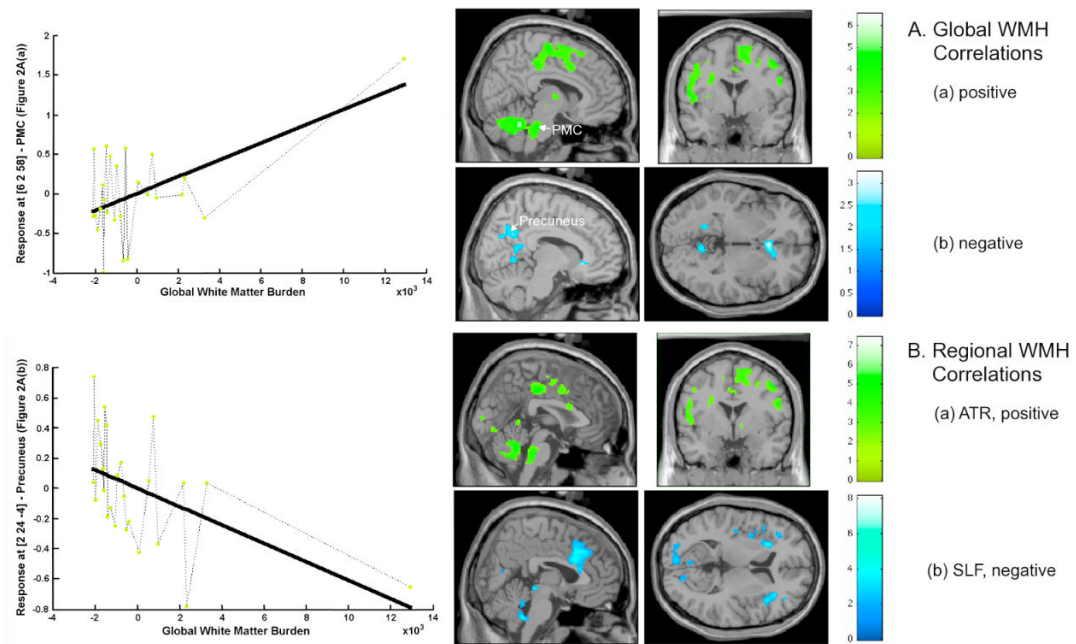 Response at [6 2 58] - PMC (Figure 2A(a))
2
1.5
1
0.5
0
-0.5
-1
-4 -2 0 2 4 6 8 10 12 14
Global White Matter Burden x10³
PMC
6
5
4
3
2
1
0
A. Global WMH
Correlations
(a) positive
Precuneus
3
2.5
2
1.5
1
0.5
0
(b) negative
Response at [2 24 -4] - Precuneus (Figure 2A(b))
0.8
0.6
0.4
0.2
0
-0.2
-0.4
-0.6
-0.8
-4 -2 0 2 4 6 8 10 12 14
Global White Matter Burden x10³
7
6
5
4
3
2
1
0
B. Regional WMH
Correlations
(a) ATR, positive
8
6
4
2
0
(b) SLF, negative